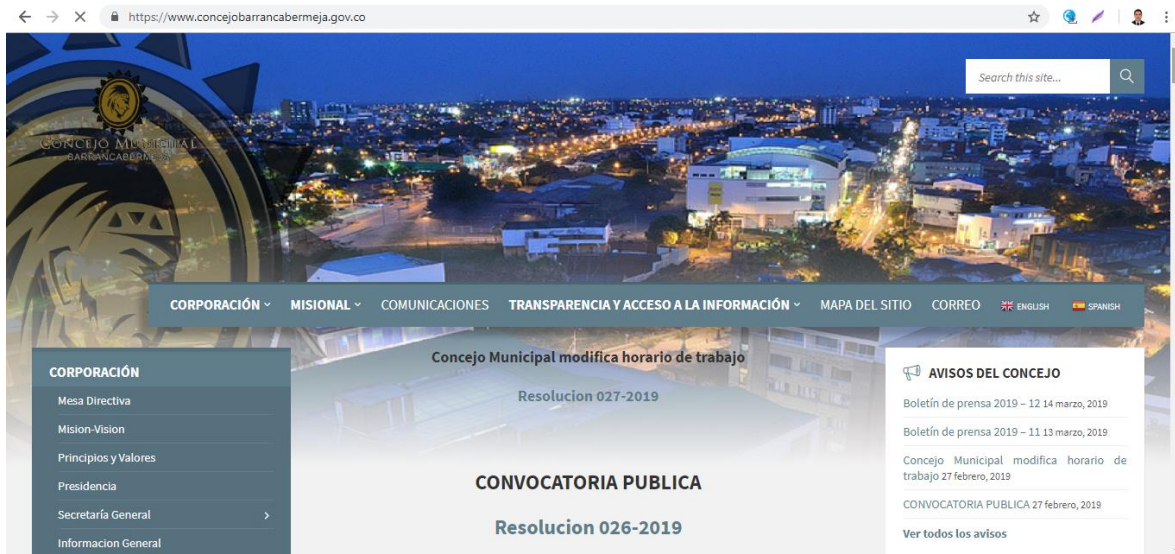 https://www.concejobarrancabermeja.gov.co
Search this site...
CONCEJO MUNICIPAL
BARRANCABERMEJA
CORPORACIÓN
MISIONAL
COMUNICACIONES
TRANSPARENCIA Y ACCESO A LA INFORMACIÓN
MAPA DEL SITIO
CORREO
ENGLISH
SPANISH
CORPORACIÓN
Mesa Directiva
Mision-Vision
Principios y Valores
Presidencia
Secretaría General
Informacion General
Concejo Municipal modifica horario de trabajo
Resolucion 027-2019
CONVOCATORIA PUBLICA
Resolucion 026-2019
AVISOS DEL CONCEJO
Boletín de prensa 2019 – 12 14 marzo, 2019
Boletín de prensa 2019 – 11 13 marzo, 2019
Concejo Municipal modifica horario de
trabajo 27 febrero, 2019
CONVOCATORIA PUBLICA 27 febrero, 2019
Ver todos los avisos